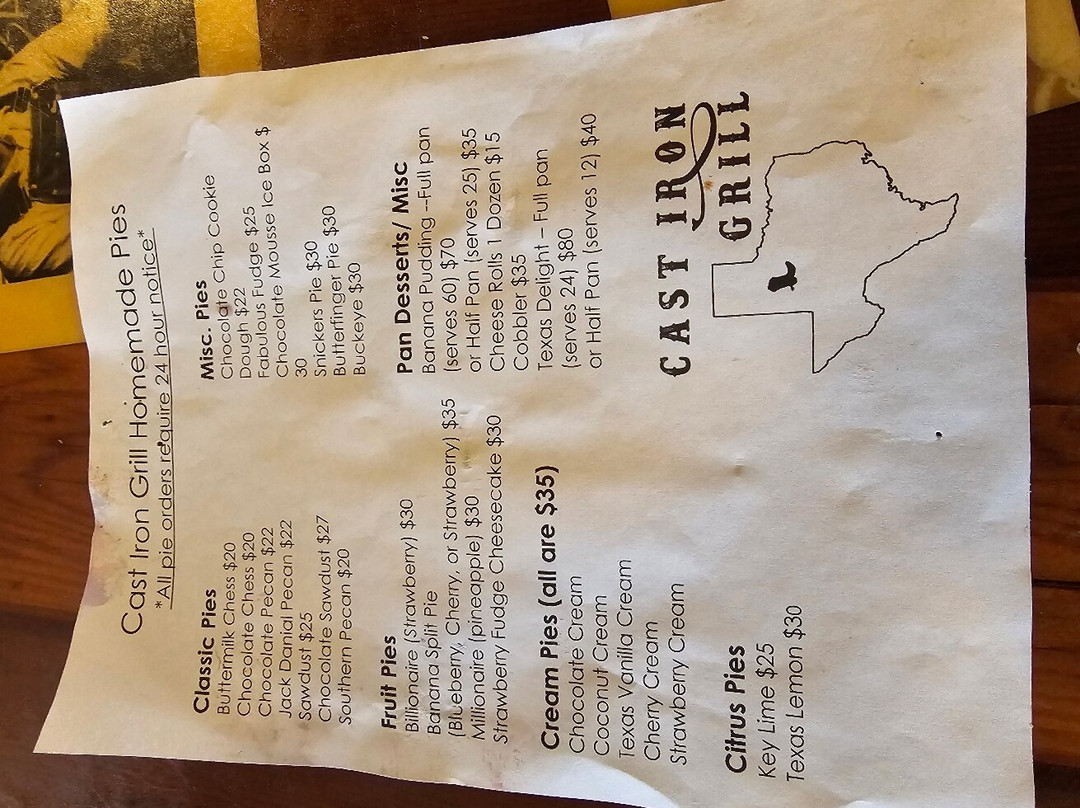 Cast Iron Grill Homemade Pies
*All pie orders require 24 hour notice*
Classic Pies
Buttermilk Chess $20
Chocolate Chess $20
Chocolate Pecan $22
Jack Danial Pecan $22
Sawdust $25
Chocolate Sawdust $27
Southern Pecan $20
Fruit Pies
Billionaire (Strawberry) $30
Banana Split Pie
(Blueberry, Cherry, or Strawberry) $35
Millionaire (pineapple) $30
Strawberry Fudge Cheesecake $30
Cream Pies (all are $35)
Chocolate Cream
Coconut Cream
Texas Vanilla Cream
Cherry Cream
Strawberry Cream
Citrus Pies
Key Lime $25
Texas Lemon $30
Misc. Pies
Chocolate Chip Cookie
Dough $22
Fabulous Fudge $25
Chocolate Mousse Ice Box $
30
Snickers Pie $30
Butterfinger Pie $30
Buckeye $30
Pan Desserts/ Misc
Banana Pudding --Full pan
(serves 60) $70
or Half Pan (serves 25) $35
Cheese Rolls 1 Dozen $15
Cobbler $35
Texas Delight – Full pan
(serves 24) $80
or Half Pan (serves 12) $40
CAST IRON
GRILL